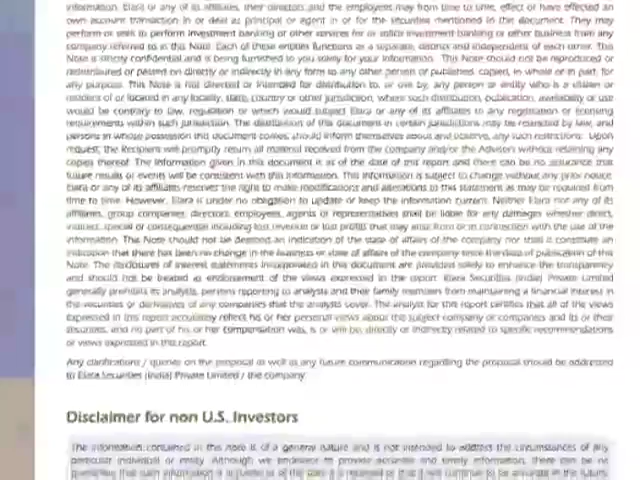 information. Elara or any of its affiliates, their directors and the employees may from time to time, effect or have effected an
own account transaction in or deal as principal or agent in or for the securities mentioned in this document. They may
perform or seek to perform investment banking or other services for or solicit investment banking or other business from any
company referred to in this Note. Each of these entities functions as a separate, distinct and independent of each other. This
Note is strictly confidential and is being furnished to you solely for your information. This Note should not be reproduced or
redistributed or passed on directly or indirectly in any form to any other person or published, copied, in whole or in part, for
any purpose. This Note is not directed or intended for distribution to, or use by, any person or entity who is a citizen or
resident of or located in any locality, state, country or other jurisdiction, where such distribution, publication, availability or use
would be contrary to law, regulation or which would subject Elara or any of its affiliates to any registration or licensing
requirements within such jurisdiction. The distribution of this document in certain jurisdictions may be restricted by law, and
persons in whose possession this document comes, should inform themselves about and observe, any such restrictions. Upon
request, the Recipient will promptly return all material received from the company and/or the Advisors without retaining any
copies thereof. The Information given in this document is as of the date of this report and there can be no assurance that
future results or events will be consistent with this information. This Information is subject to change without any prior notice.
Elara or any of its affiliates reserves the right to make modifications and alterations to this statement as may be required from
time to time. However, Elara is under no obligation to update or keep the information current. Neither Elara nor any of its
affiliates, group companies, directors, employees, agents or representatives shall be liable for any damages whether direct,
indirect, special or consequential including lost revenue or lost profits that may arise from or in connection with the use of the
information. This Note should not be deemed an indication of the state of affairs of the company nor shall it constitute an
indication that there has been no change in the business or state of affairs of the company since the date of publication of this
Note. The disclosures of interest statements incorporated in this document are provided solely to enhance the transparency
and should not be treated as endorsement of the views expressed in the report. Elara Securities (India) Private Limited
generally prohibits its analysts, persons reporting to analysts and their family members from maintaining a financial interest in
the securities or derivatives of any companies that the analysts cover. The analyst for this report certifies that all of the views
expressed in this report accurately reflect his or her personal views about the subject company or companies and its or their
securities, and no part of his or her compensation was, is or will be, directly or indirectly related to specific recommendations
or views expressed in this report.
Any clarifications / queries on the proposal as well as any future communication regarding the proposal should be addressed
to Elara Securities (India) Private Limited / the company.
Disclaimer for non U.S. Investors
The information contained in this note is of a general nature and is not intended to address the circumstances of any
particular individual or entity. Although we endeavor to provide accurate and timely information, there can be no
guarantee that such information is accurate as of the date it is received or that it will continue to be accurate in the future.